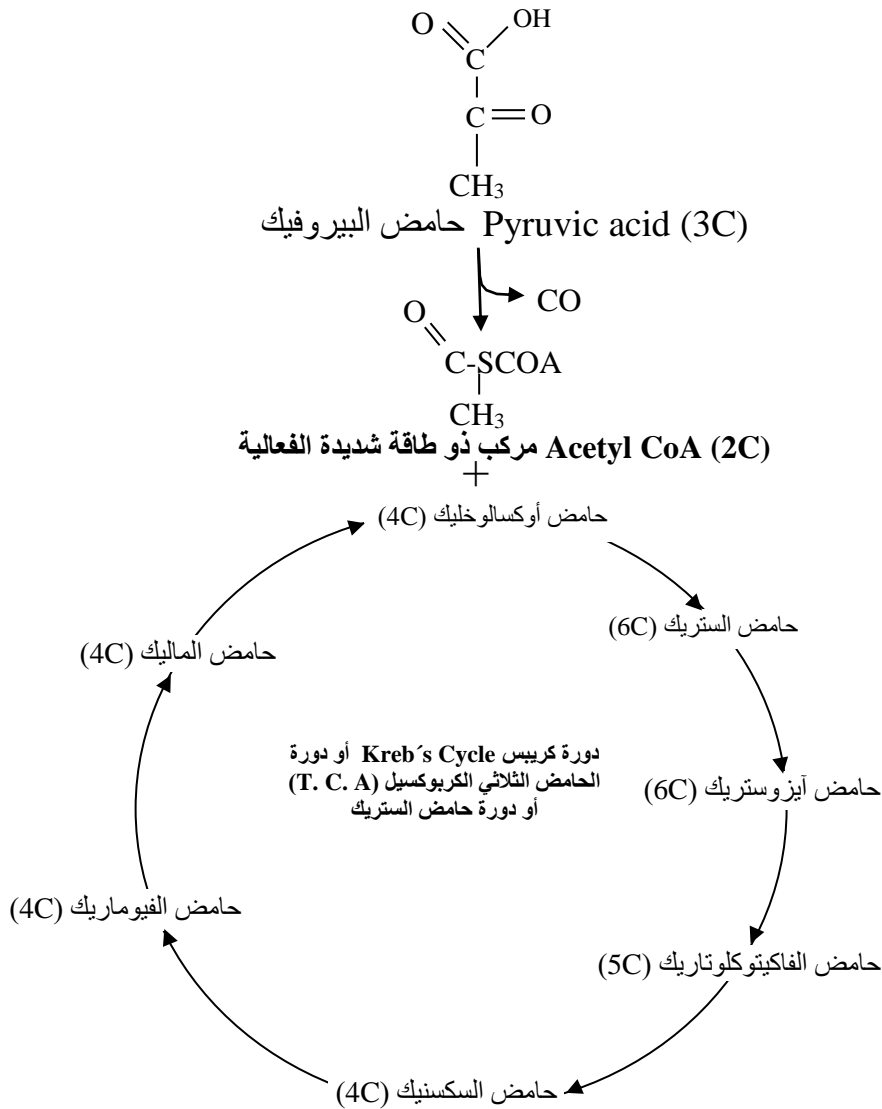 O OH
C
C O
CH₃
حامض البيروفيك Pyruvic acid (3C)
CO
O
C-SCOA
CH₃
مركب ذو طاقة شديدة الفعالية Acetyl CoA (2C)
+
حامض أوكسالوخليك (4C)
حامض الستريك (6C)
حامض الماليك (4C)
دورة كريبس Kreb´s Cycle أو دورة
الحامض الثلاثي الكربوكسيل (T. C. A)
أو دورة حامض الستريك
حامض آيزوستريك (6C)
حامض الفيوماريك (4C)
حامض الفاكيتوكلوتاريك (5C)
حامض السكسنيك (4C)